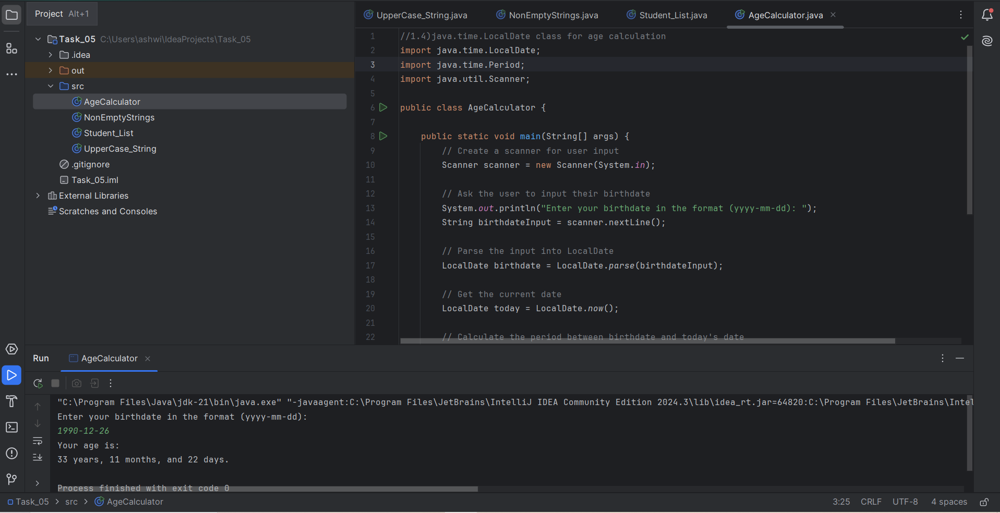 Project Alt+1
Task_05 C:\Users\ashwi\IdeaProjects\Task_05
.idea
out
src
AgeCalculator
NonEmptyStrings
Student_List
UpperCase_String
.gitignore
Task_05.iml
External Libraries
Scratches and Consoles
UpperCase_String.java NonEmptyStrings.java Student_List.java AgeCalculator.java
1 //1.4)java.time.LocalDate class for age calculation
2 import java.time.LocalDate;
3 import java.time.Period;
4 import java.util.Scanner;
5
6 public class AgeCalculator {
7
8 public static void main(String[] args) {
9 // Create a scanner for user input
10 Scanner scanner = new Scanner(System.in);
11
12 // Ask the user to input their birthdate
13 System.out.println("Enter your birthdate in the format (yyyy-mm-dd): ");
14 String birthdateInput = scanner.nextLine();
15
16 // Parse the input into LocalDate
17 LocalDate birthdate = LocalDate.parse(birthdateInput);
18
19 // Get the current date
20 LocalDate today = LocalDate.now();
21
22 // Calculate the period between birthdate and today's date
Run AgeCalculator
"C:\Program Files\Java\jdk-21\bin\java.exe" "-javaagent:C:\Program Files\JetBrains\IntelliJ IDEA Community Edition 2024.3\lib\idea_rt.jar=64820:C:\Program Files\JetBrains\Intel
Enter your birthdate in the format (yyyy-mm-dd):
1990-12-26
Your age is:
33 years, 11 months, and 22 days.
Process finished with exit code 0
Task_05 > src > AgeCalculator 3:25 CRLF UTF-8 4 spaces